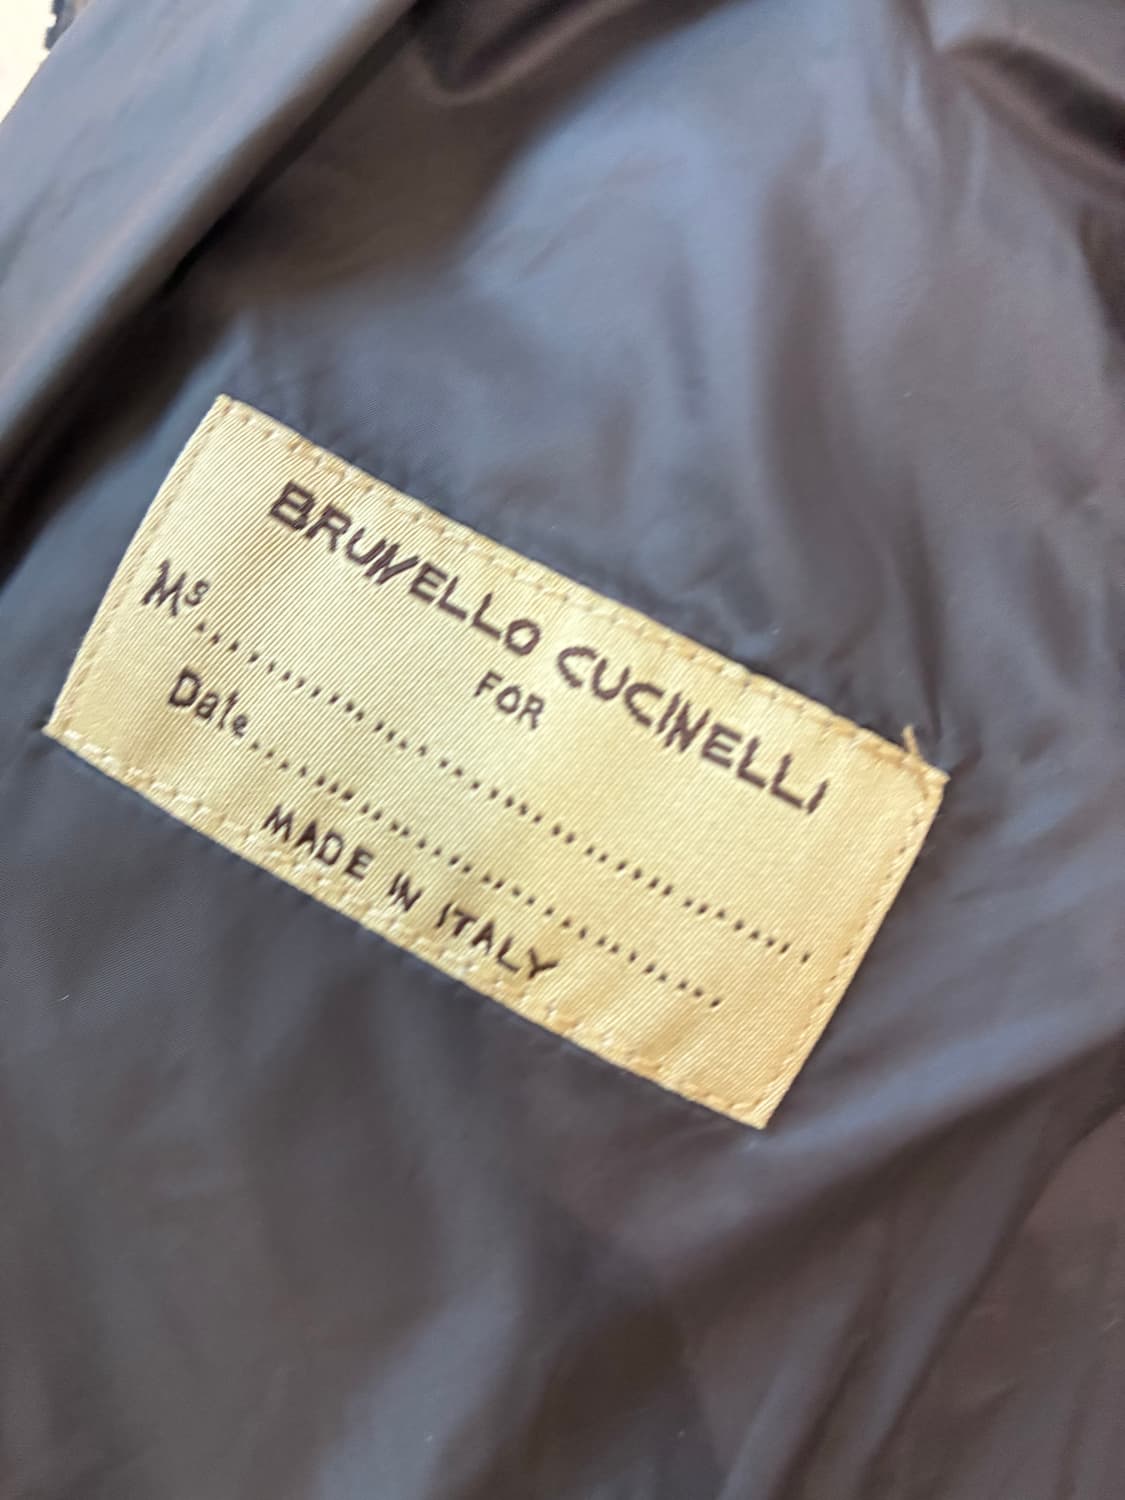 BRUNELLO CUCINELLI
FOR
Ms........................................
Date..............................
MADE IN ITALY